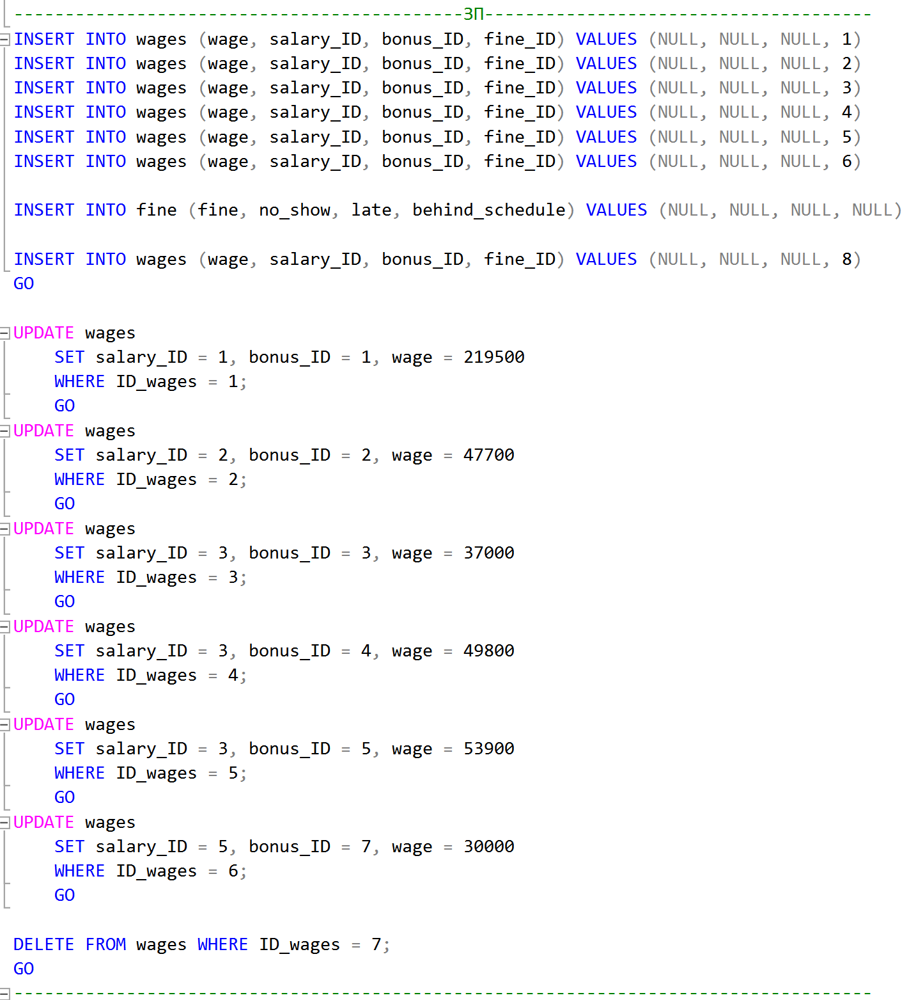 --------------------------------------------ЗП--------------------------------------
INSERT INTO wages (wage, salary_ID, bonus_ID, fine_ID) VALUES (NULL, NULL, NULL, 1)
INSERT INTO wages (wage, salary_ID, bonus_ID, fine_ID) VALUES (NULL, NULL, NULL, 2)
INSERT INTO wages (wage, salary_ID, bonus_ID, fine_ID) VALUES (NULL, NULL, NULL, 3)
INSERT INTO wages (wage, salary_ID, bonus_ID, fine_ID) VALUES (NULL, NULL, NULL, 4)
INSERT INTO wages (wage, salary_ID, bonus_ID, fine_ID) VALUES (NULL, NULL, NULL, 5)
INSERT INTO wages (wage, salary_ID, bonus_ID, fine_ID) VALUES (NULL, NULL, NULL, 6)
INSERT INTO fine (fine, no_show, late, behind_schedule) VALUES (NULL, NULL, NULL, NULL)
INSERT INTO wages (wage, salary_ID, bonus_ID, fine_ID) VALUES (NULL, NULL, NULL, 8)
GO
UPDATE wages
SET salary_ID = 1, bonus_ID = 1, wage = 219500
WHERE ID_wages = 1;
GO
UPDATE wages
SET salary_ID = 2, bonus_ID = 2, wage = 47700
WHERE ID_wages = 2;
GO
UPDATE wages
SET salary_ID = 3, bonus_ID = 3, wage = 37000
WHERE ID_wages = 3;
GO
UPDATE wages
SET salary_ID = 3, bonus_ID = 4, wage = 49800
WHERE ID_wages = 4;
GO
UPDATE wages
SET salary_ID = 3, bonus_ID = 5, wage = 53900
WHERE ID_wages = 5;
GO
UPDATE wages
SET salary_ID = 5, bonus_ID = 7, wage = 30000
WHERE ID_wages = 6;
GO
DELETE FROM wages WHERE ID_wages = 7;
GO
------------------------------------------------------------------------------------